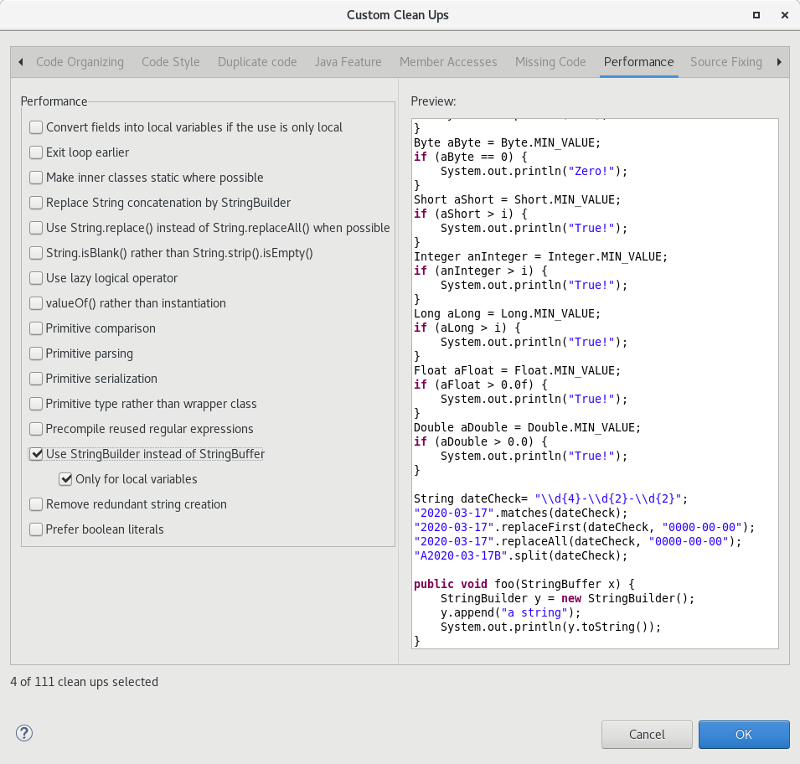 Custom Clean Ups
Code Organizing Code Style Duplicate code Java Feature Member Accesses Missing Code Performance Source Fixing
Performance
Convert fields into local variables if the use is only local
Exit loop earlier
Make inner classes static where possible
Replace String concatenation by StringBuilder
Use String.replace() instead of String.replaceAll() when possible
String.isBlank() rather than String.strip().isEmpty()
Use lazy logical operator
valueOf() rather than instantiation
Primitive comparison
Primitive parsing
Primitive serialization
Primitive type rather than wrapper class
Precompile reused regular expressions
Use StringBuilder instead of StringBuffer
Only for local variables
Remove redundant string creation
Prefer boolean literals
Preview:
}
Byte aByte = Byte.MIN_VALUE;
if (aByte == 0) {
    System.out.println("Zero!");
}
Short aShort = Short.MIN_VALUE;
if (aShort > i) {
    System.out.println("True!");
}
Integer anInteger = Integer.MIN_VALUE;
if (anInteger > i) {
    System.out.println("True!");
}
Long aLong = Long.MIN_VALUE;
if (aLong > i) {
    System.out.println("True!");
}
Float aFloat = Float.MIN_VALUE;
if (aFloat > 0.0f) {
    System.out.println("True!");
}
Double aDouble = Double.MIN_VALUE;
if (aDouble > 0.0) {
    System.out.println("True!");
}
String dateCheck= "\\d{4}-\\d{2}-\\d{2}";
"2020-03-17".matches(dateCheck);
"2020-03-17".replaceFirst(dateCheck, "0000-00-00");
"2020-03-17".replaceAll(dateCheck, "0000-00-00");
"A2020-03-17B".split(dateCheck);
public void foo(StringBuffer x) {
    StringBuilder y = new StringBuilder();
    y.append("a string");
    System.out.println(y.toString());
}
4 of 111 clean ups selected
?
Cancel
OK